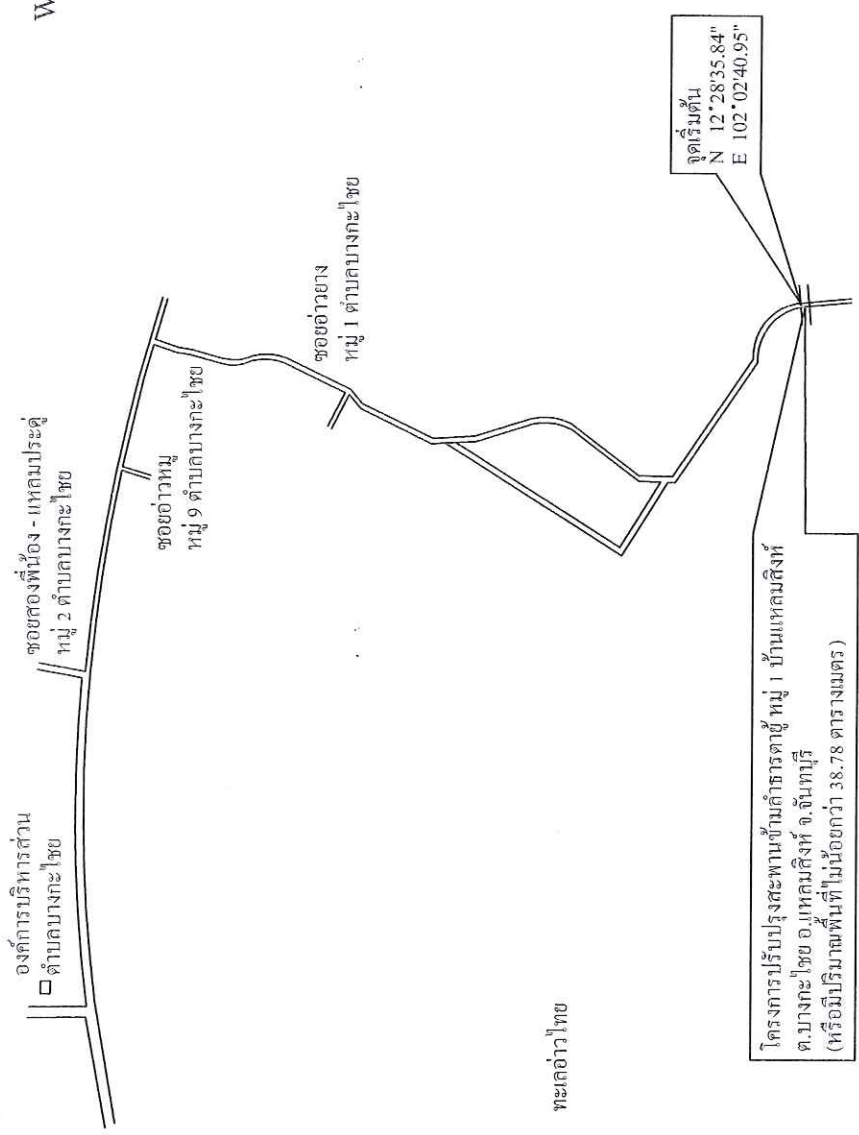 W
องค์การบริหารส่วน
ตำบลบางกะไชย
ซอยสองพี่น้อง - แหลมประดู่
หมู่ 2 ตำบลบางกะไชย
ซอยอ่าวหมู
หมู่ 9 ตำบลบางกะไชย
ซอยอ่าวยาง
หมู่ 1 ตำบลบางกะไชย
จุดเริ่มต้น
N 12°28'35.84"
E 102°02'40.95"
ทะเลอ่าวไทย
โครงการปรับปรุงสะพานข้ามลำธารตายู้ หมู่ 1 บ้านแหลมสิงห์
ต.บางกะไชย อ.แหลมสิงห์ จ.จันทบุรี
(หรือมีปริมาณพื้นที่ไม่น้อยกว่า 38.78 ตารางเมตร)